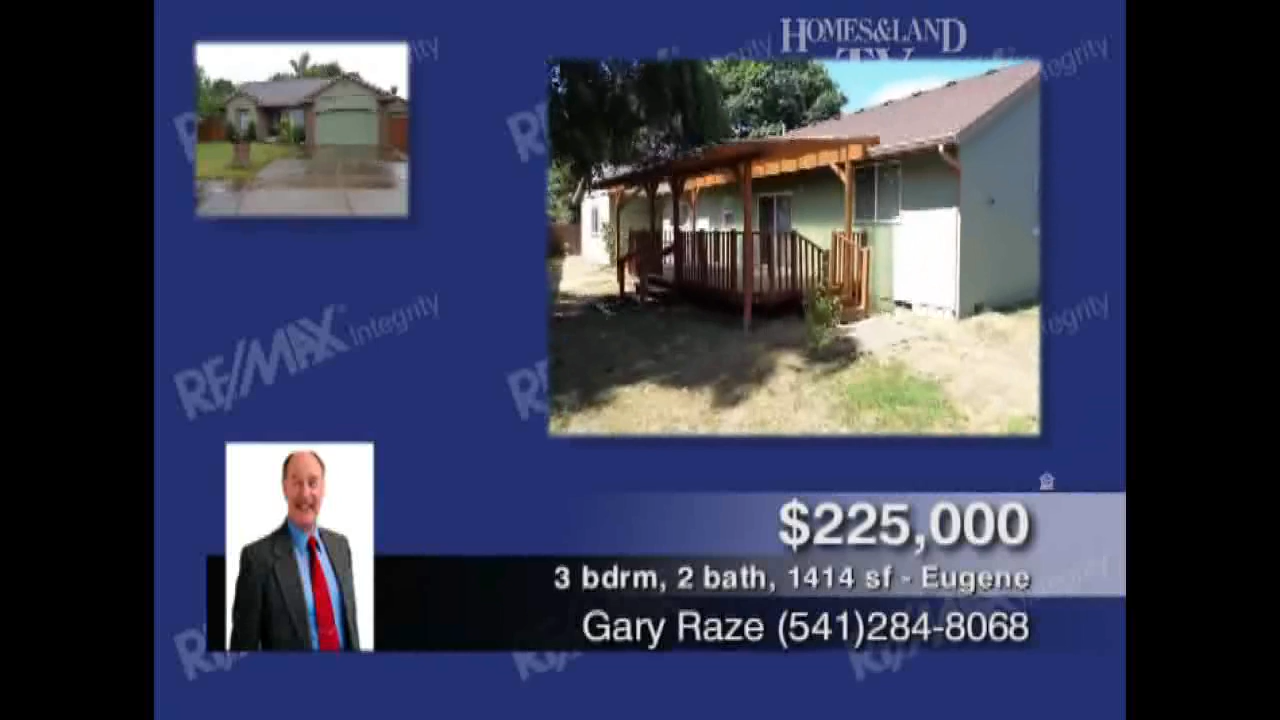 HOMES&LAND
TV
RE/MAX Integrity
$225,000
3 bdrm, 2 bath, 1414 sf - Eugene
Gary Raze (541)284-8068